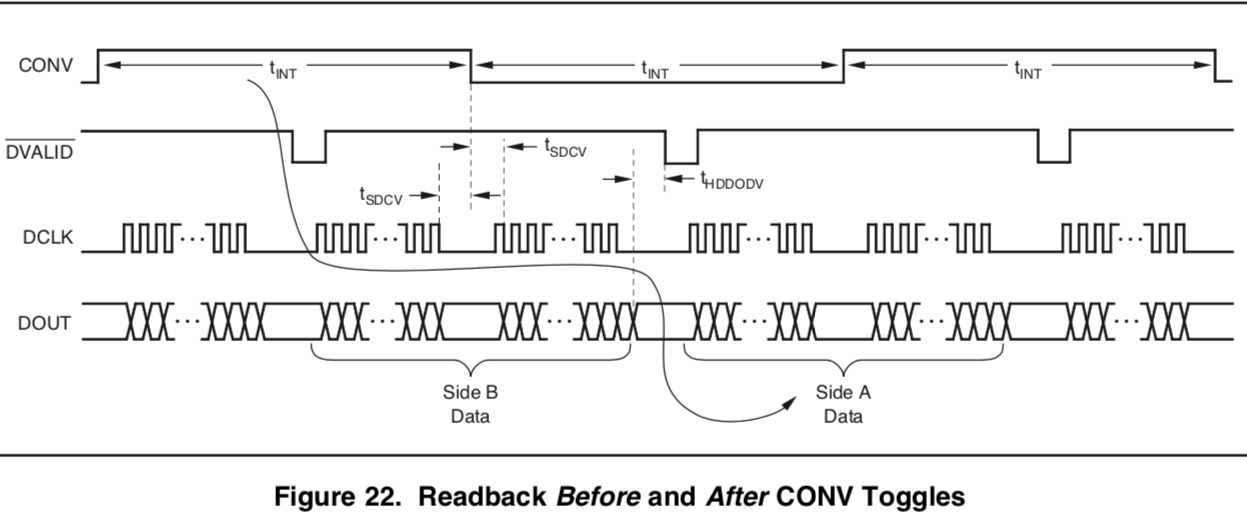 CONV
tINT
tINT
tINT
DVALID
tSDCV
tSDCV
tHDDODV
DCLK
... ... ... ... ... ...
DOUT
... ... ... ... ... ...
Side B
Data
Side A
Data
Figure 22. Readback Before and After CONV Toggles